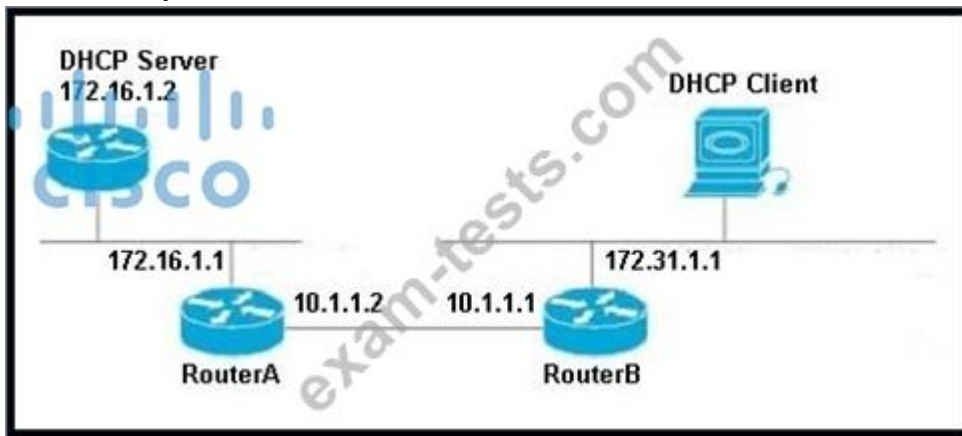 DHCP Server
172.16.1.2
CISCO
DHCP Client
172.16.1.1
172.31.1.1
10.1.1.2
10.1.1.1
RouterA
RouterB
exam-tests.com